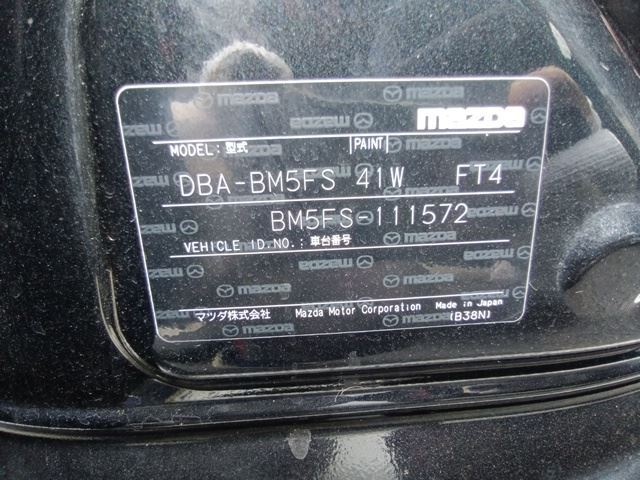 mazda
MODEL:型式 PAINT
DBA-BM5FS 41W FT4
BM5FS-111572
VEHICLE I.D.NO.:車台番号
マツダ株式会社 Mazda Motor Corporation Made in Japan
(B38N)